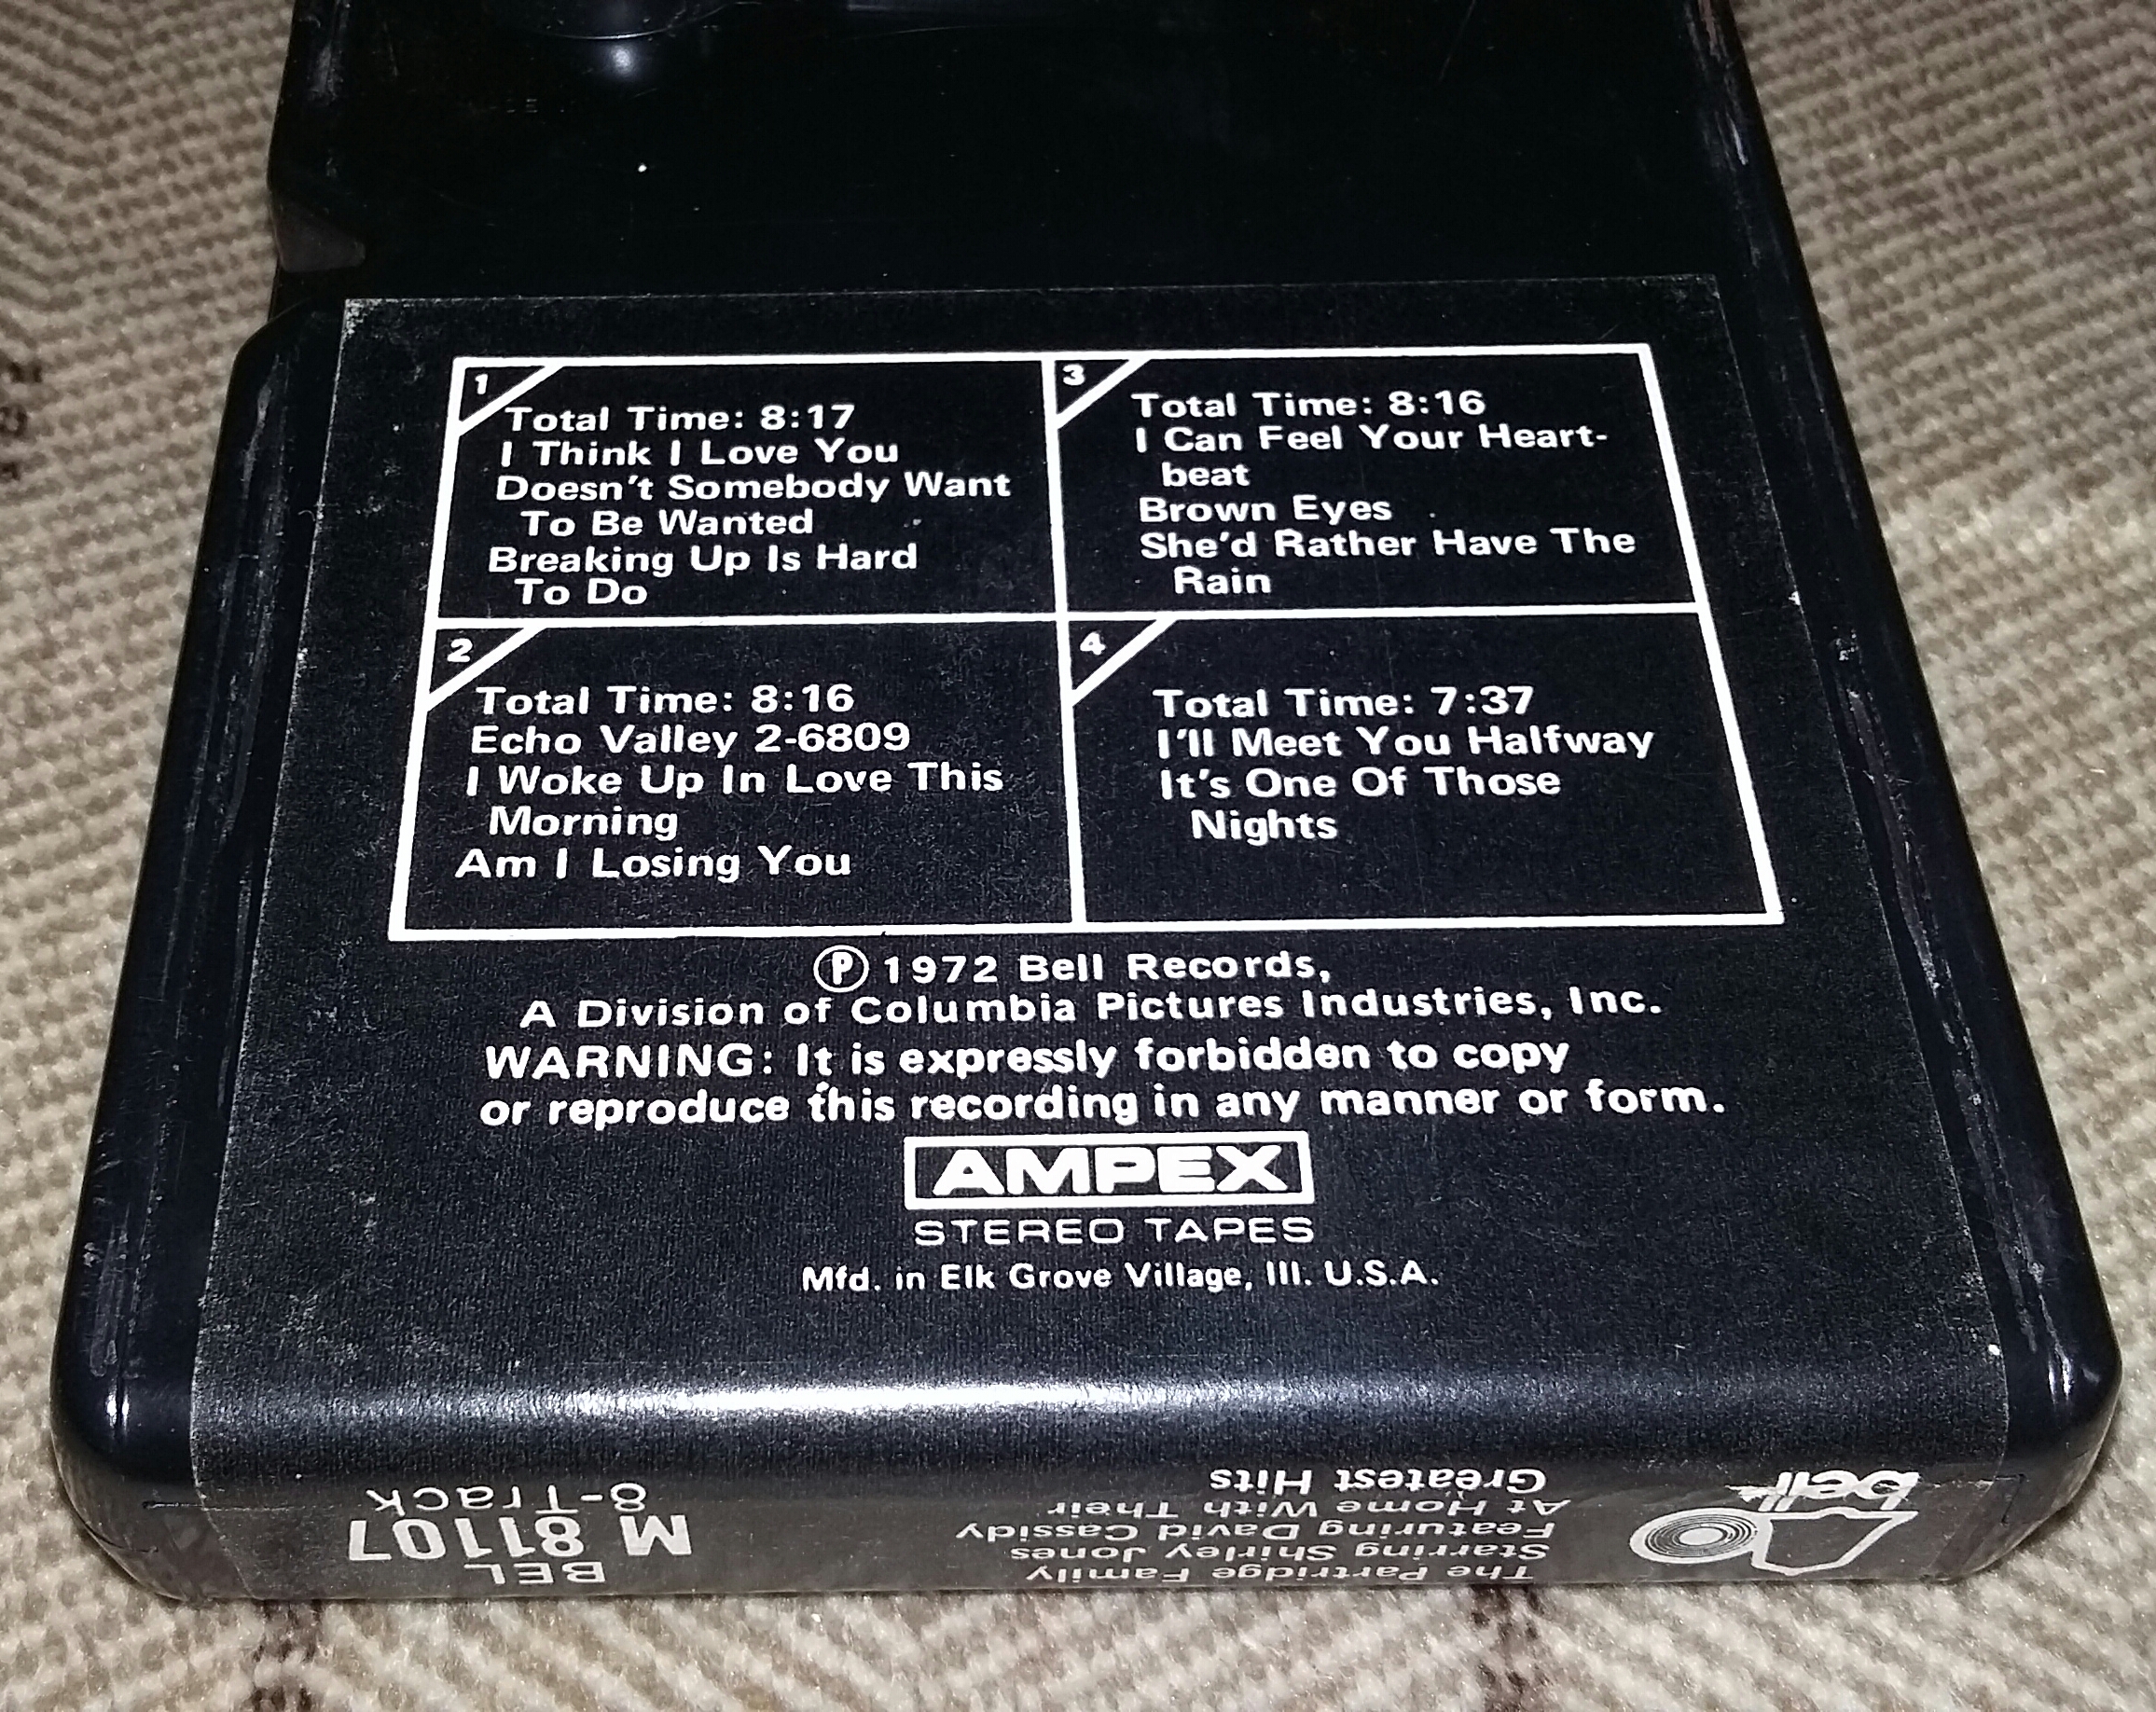 1
Total Time: 8:17
I Think I Love You
Doesn't Somebody Want
To Be Wanted
Breaking Up Is Hard
To Do
2
Total Time: 8:16
Echo Valley 2-6809
I Woke Up In Love This
Morning
Am I Losing You
3
Total Time: 8:16
I Can Feel Your Heart-
beat
Brown Eyes
She'd Rather Have The
Rain
4
Total Time: 7:37
I'll Meet You Halfway
It's One Of Those
Nights
Ⓟ 1972 Bell Records,
A Division of Columbia Pictures Industries, Inc.
WARNING: It is expressly forbidden to copy
or reproduce this recording in any manner or form.
AMPEX
STEREO TAPES
Mfd. in Elk Grove Village, Ill. U.S.A.
bell
The Partridge Family
Starring Shirley Jones
Featuring David Cassidy
At Home With Their
Greatest Hits
BEL
M 81107
8-Track